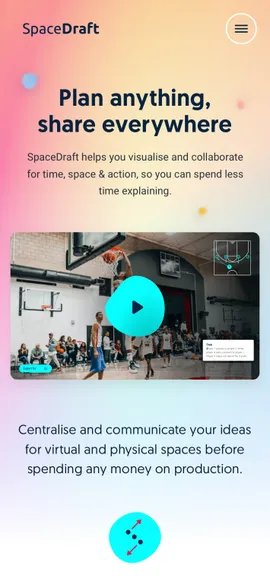 SpaceDraft
Plan anything,
share everywhere
SpaceDraft helps you visualise and collaborate
for time, space & action, so you can spend less
time explaining.
Centralise and communicate your ideas
for virtual and physical spaces before
spending any money on production.